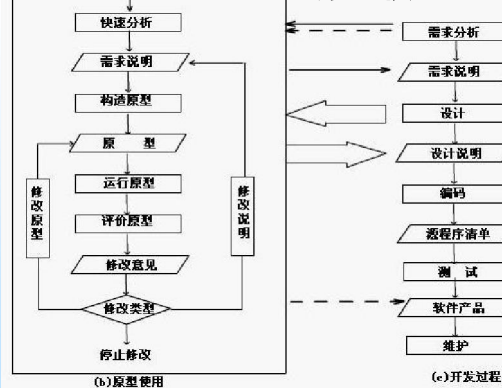 快速分析
需求说明
构造原型
原 型
运行原型
评价原型
修改意见
修改类型
停止修改
修改原型
修改说明
(b)原型使用
需求分析
需求说明
设计
设计说明
编码
源程序清单
测 试
软件产品
维护
(c)开发过程